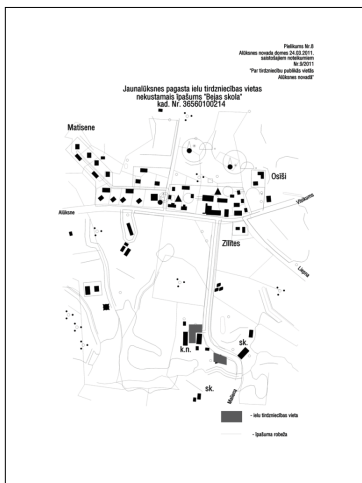 Pielikums Nr.8
Alūksnes novada domes 24.03.2011.
saistošajiem noteikumiem
Nr.9/2011
"Par tirdzniecību publiskās vietās
Alūksnes novadā"
Jaunalūksnes pagasta ielu tirdzniecības vietas
nekustamais īpašums "Bejas skola"
kad. Nr. 36560100214
Matisene
Osīši
Alūksne
Viisikums
Zīlītes
Liepna
k.n.
sk.
sk.
Maliena
- ielu tirdzniecības vieta
- īpašuma robeža